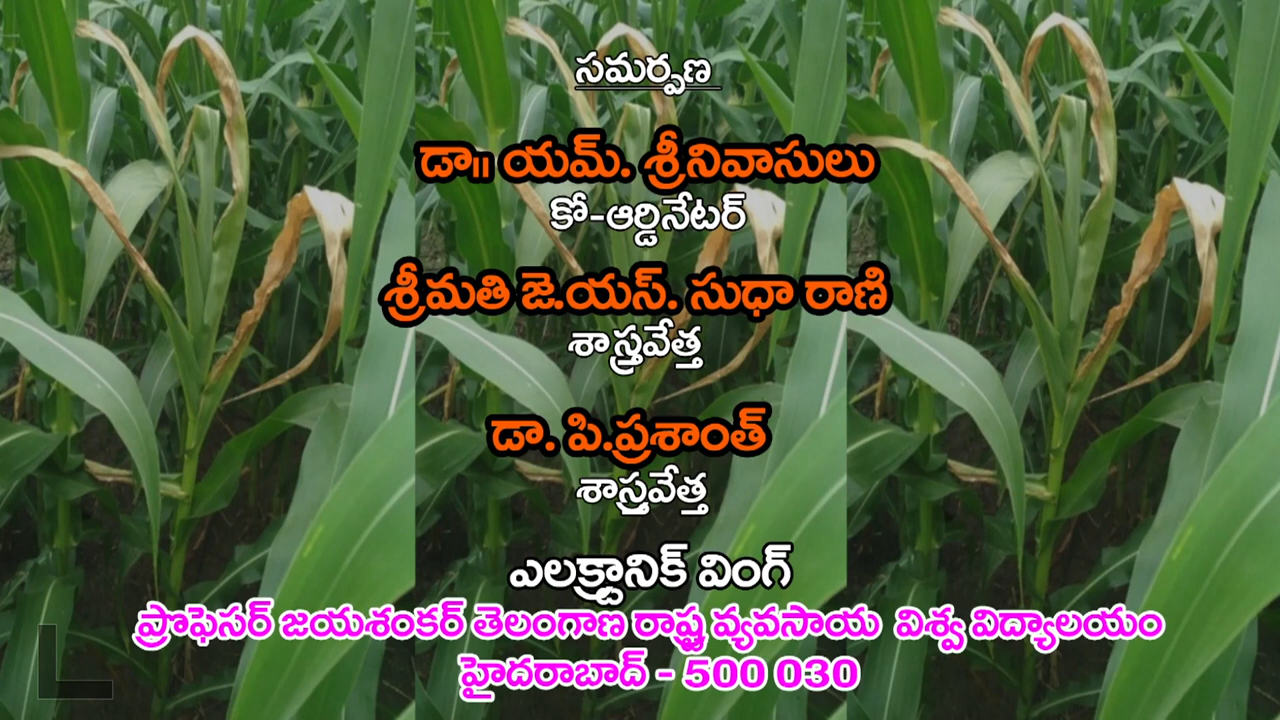 సమర్పణ
డా॥ యమ్. శ్రీనివాసులు
కో-ఆర్డినేటర్
శ్రీమతి జె.యస్. సుధా రాణి
శాస్త్రవేత్త
డా. పి.ప్రశాంత్
శాస్త్రవేత్త
ఎలక్ట్రానిక్ వింగ్
ప్రొఫెసర్ జయశంకర్ తెలంగాణ రాష్ట్ర వ్యవసాయ విశ్వ విద్యాలయం
హైదరాబాద్ - 500 030